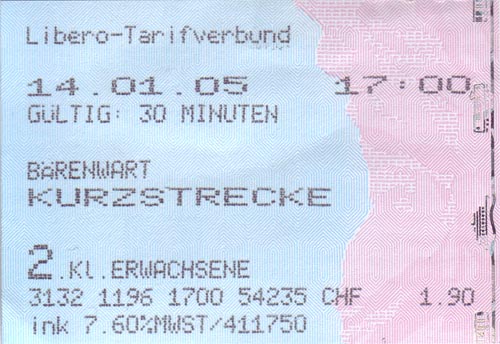 Libero-Tarifverbund
14.01.05 17:00
GÜLTIG: 30 MINUTEN
BÄRENWART
KURZSTRECKE
2.Kl.ERWACHSENE
3132 1196 1700 54235 CHF 1.90
ink 7.60%MWST/411750